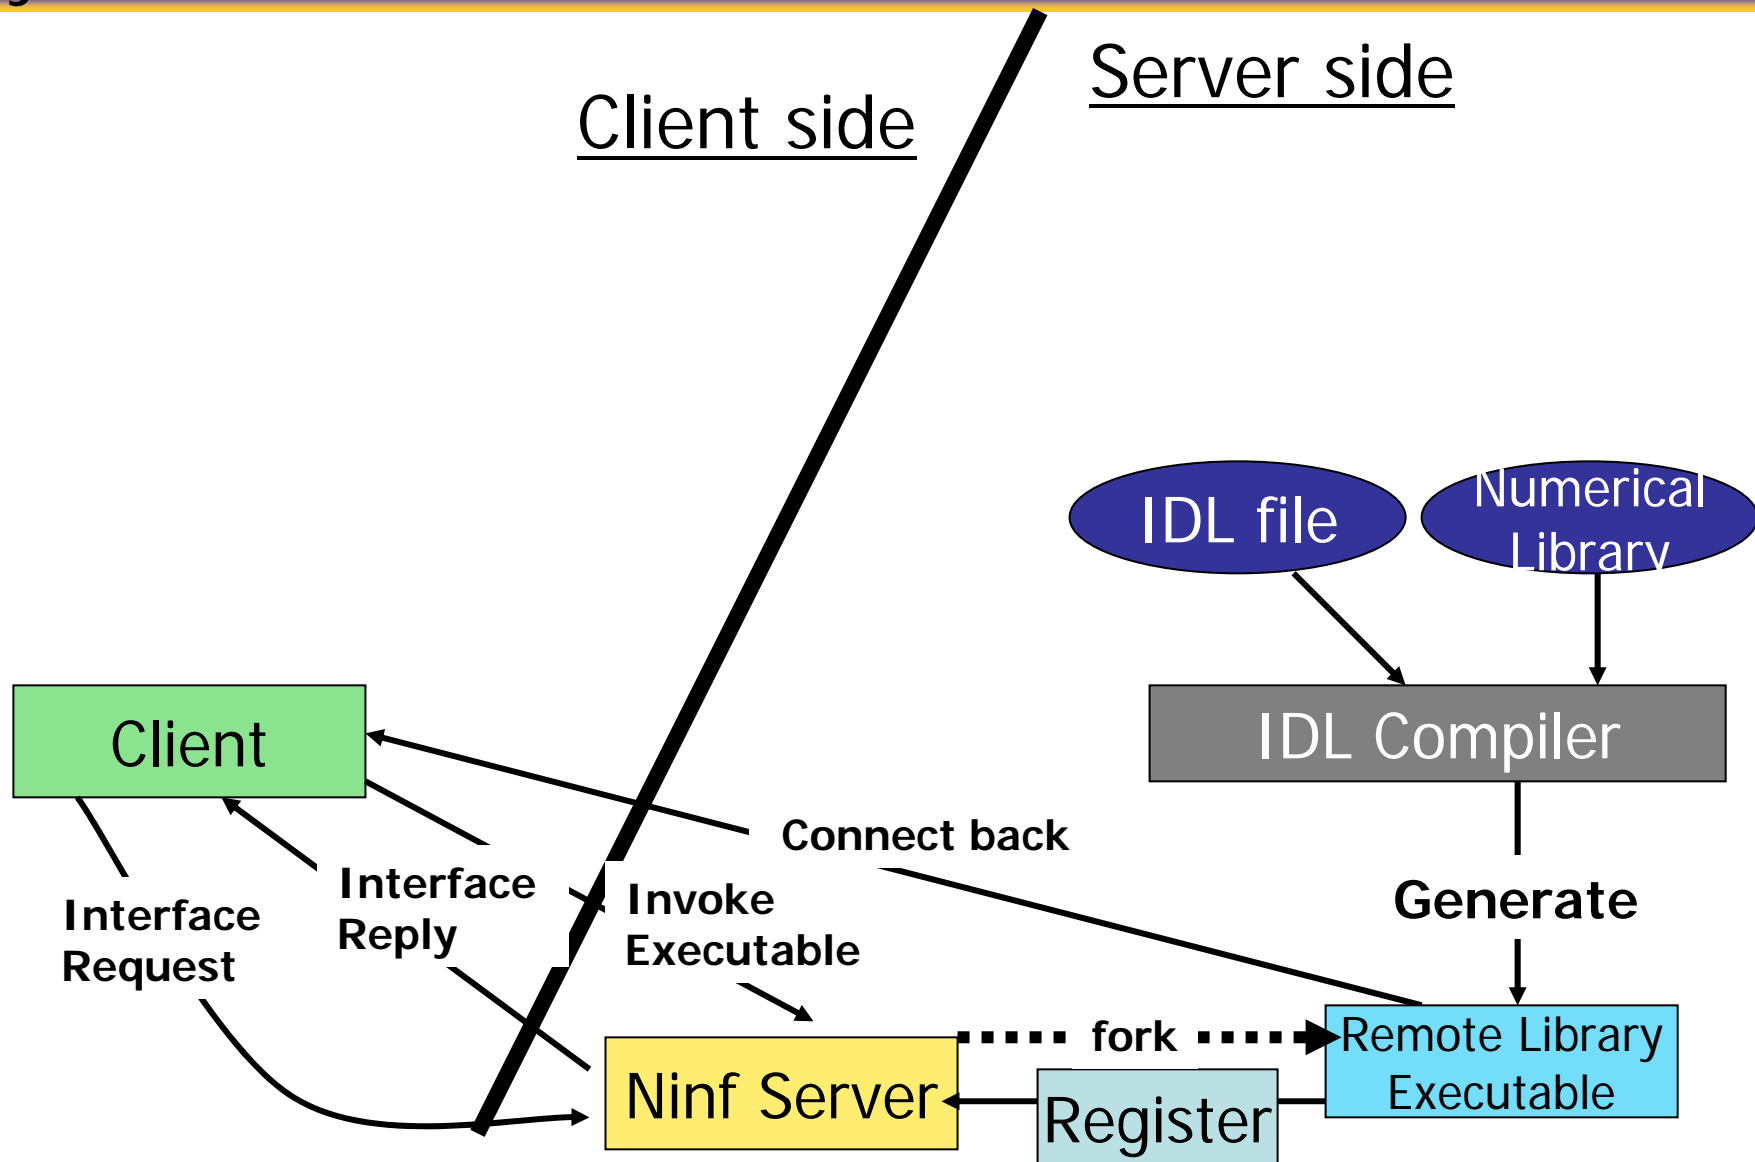 Server side
Client side
IDL file
Numerical
Library
Client
IDL Compiler
Connect back
Interface
Reply
Invoke
Executable
Interface
Request
Generate
fork
Remote Library
Executable
Ninf Server
Register